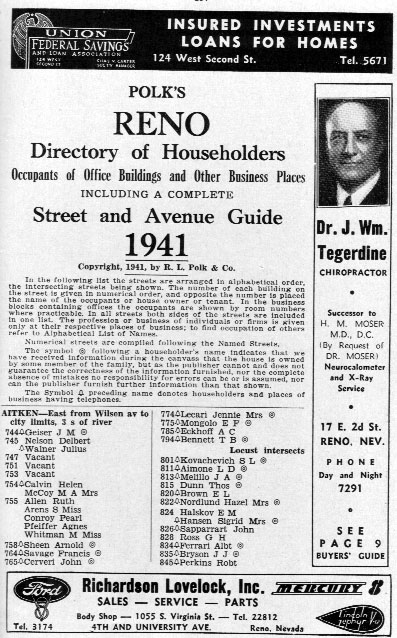 UNION
FEDERAL SAVINGS
AND LOAN ASSOCIATION
124 WEST
SECOND ST
CHAS V. CARTER
SEC'TY MANAGER
INSURED INVESTMENTS
LOANS FOR HOMES
124 West Second St. Tel. 5671
POLK'S
RENO
Directory of Householders
Occupants of Office Buildings and Other Business Places
INCLUDING A COMPLETE
Street and Avenue Guide
1941
Copyright, 1941, by R. L. Polk & Co.
In the following list the streets are arranged in alphabetical order,
the intersecting streets being shown. The number of each building on
the street is given in numerical order, and opposite the number is placed
the name of the occupants or house owner or tenant. In the business
blocks containing offices the occupants are shown by room numbers
where practicable. In all streets both sides of the streets are included
in one list. The profession or business of individuals or firms is given
only at their respective places of business; to find occupation of others
refer to Alphabetical List of Names.
Numerical streets are compiled following the Named Streets.
The symbol ⊚ following a householder's name indicates that we
have received information during the canvass that the house is owned
by some member of the family, but as the publisher cannot and does not
guarantee the correctness of the information furnished, nor the complete
absence of mistakes no responsibility for errors can be or is assumed, nor
can the publisher furnish further information than that shown.
The Symbol △ preceding name denotes householders and places of
business having telephones.
AITKEN—East from Wilson av to
city limits, 3 s of river
744△Geiser J M ⊚
745 Nelson Delbert
△Walner Julius
747 Vacant
751 Vacant
753 Vacant
754△Calvin Helen
McCoy M A Mrs
755 Allen Ruth
Arens S Miss
Conroy Pearl
Pfeiffer Agnes
Whitman M Miss
758△Sheen Arnold ⊚
764△Savage Francis ⊚
765△Cerveri John ⊚
774△Lecari Jennie Mrs ⊚
775△Mongolo E F ⊚
785△Eckhoff A C
794△Bennett T B ⊚
Locust intersects
801△Kovachevich S L ⊚
811△Aimone L D ⊚
813△Melillo J A ⊚
815 Dunn Thos ⊚
820△Brown E L
822△Nordlund Hazel Mrs ⊚
824 Halskov E M
△Hansen Sigrid Mrs ⊚
826△Sapparrart John
828 Ross G H
834△Ferrari Albt ⊚
835△Bryson J J ⊚
845△Perkins Robt
Dr. J. Wm.
Tegerdine
CHIROPRACTOR
Successor to
H. M. MOSER
M.D., D.C.
(By Request of
DR. MOSER)
Neurocalometer
and X-Ray
Service
17 E. 2d St.
RENO, NEV.
PHONE
Day and Night
7291
SEE
PAGE 9
BUYERS' GUIDE
Ford
Tel. 3174
Richardson Lovelock, Inc.
SALES — SERVICE — PARTS
Body Shop — 1055 S. Virginia St. — Tel. 22812
4TH AND UNIVERSITY AVE. Reno, Nevada
MERCURY 8
Lincoln
Zephyr V12